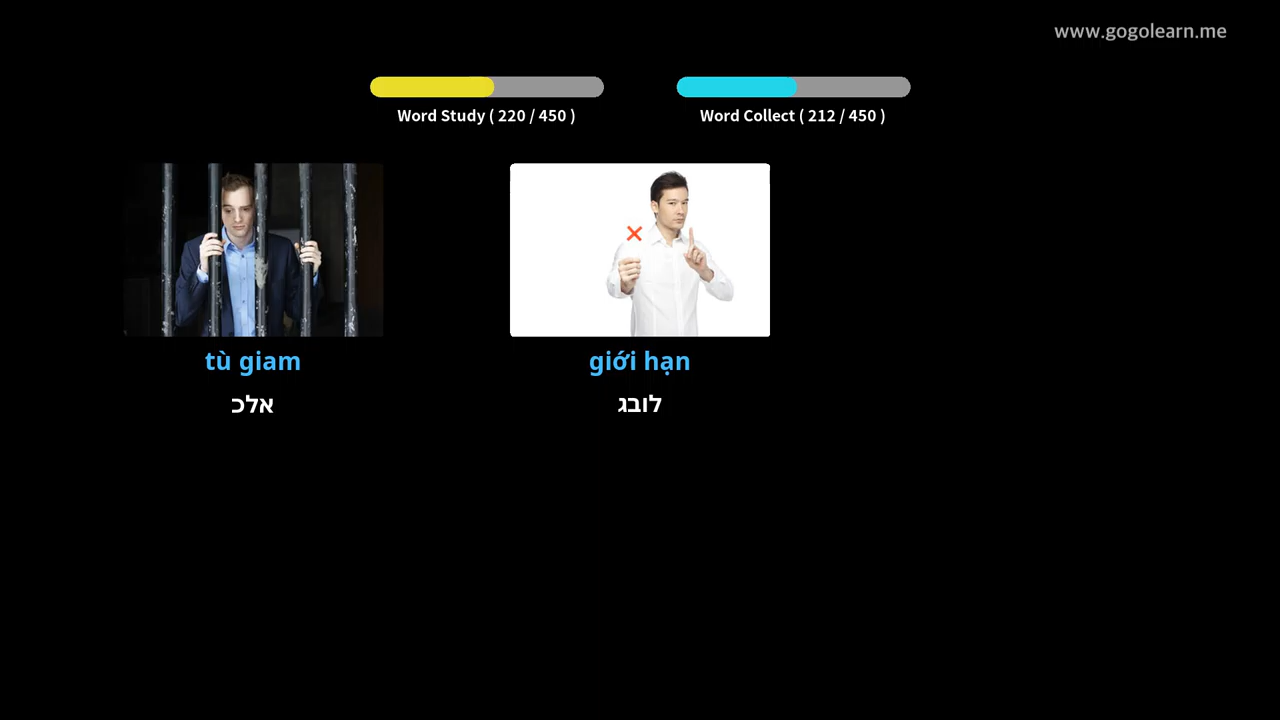 www.gogolearn.me
Word Study ( 220 / 450 )
Word Collect ( 212 / 450 )
tù giam
אלכ
giới hạn
לובג